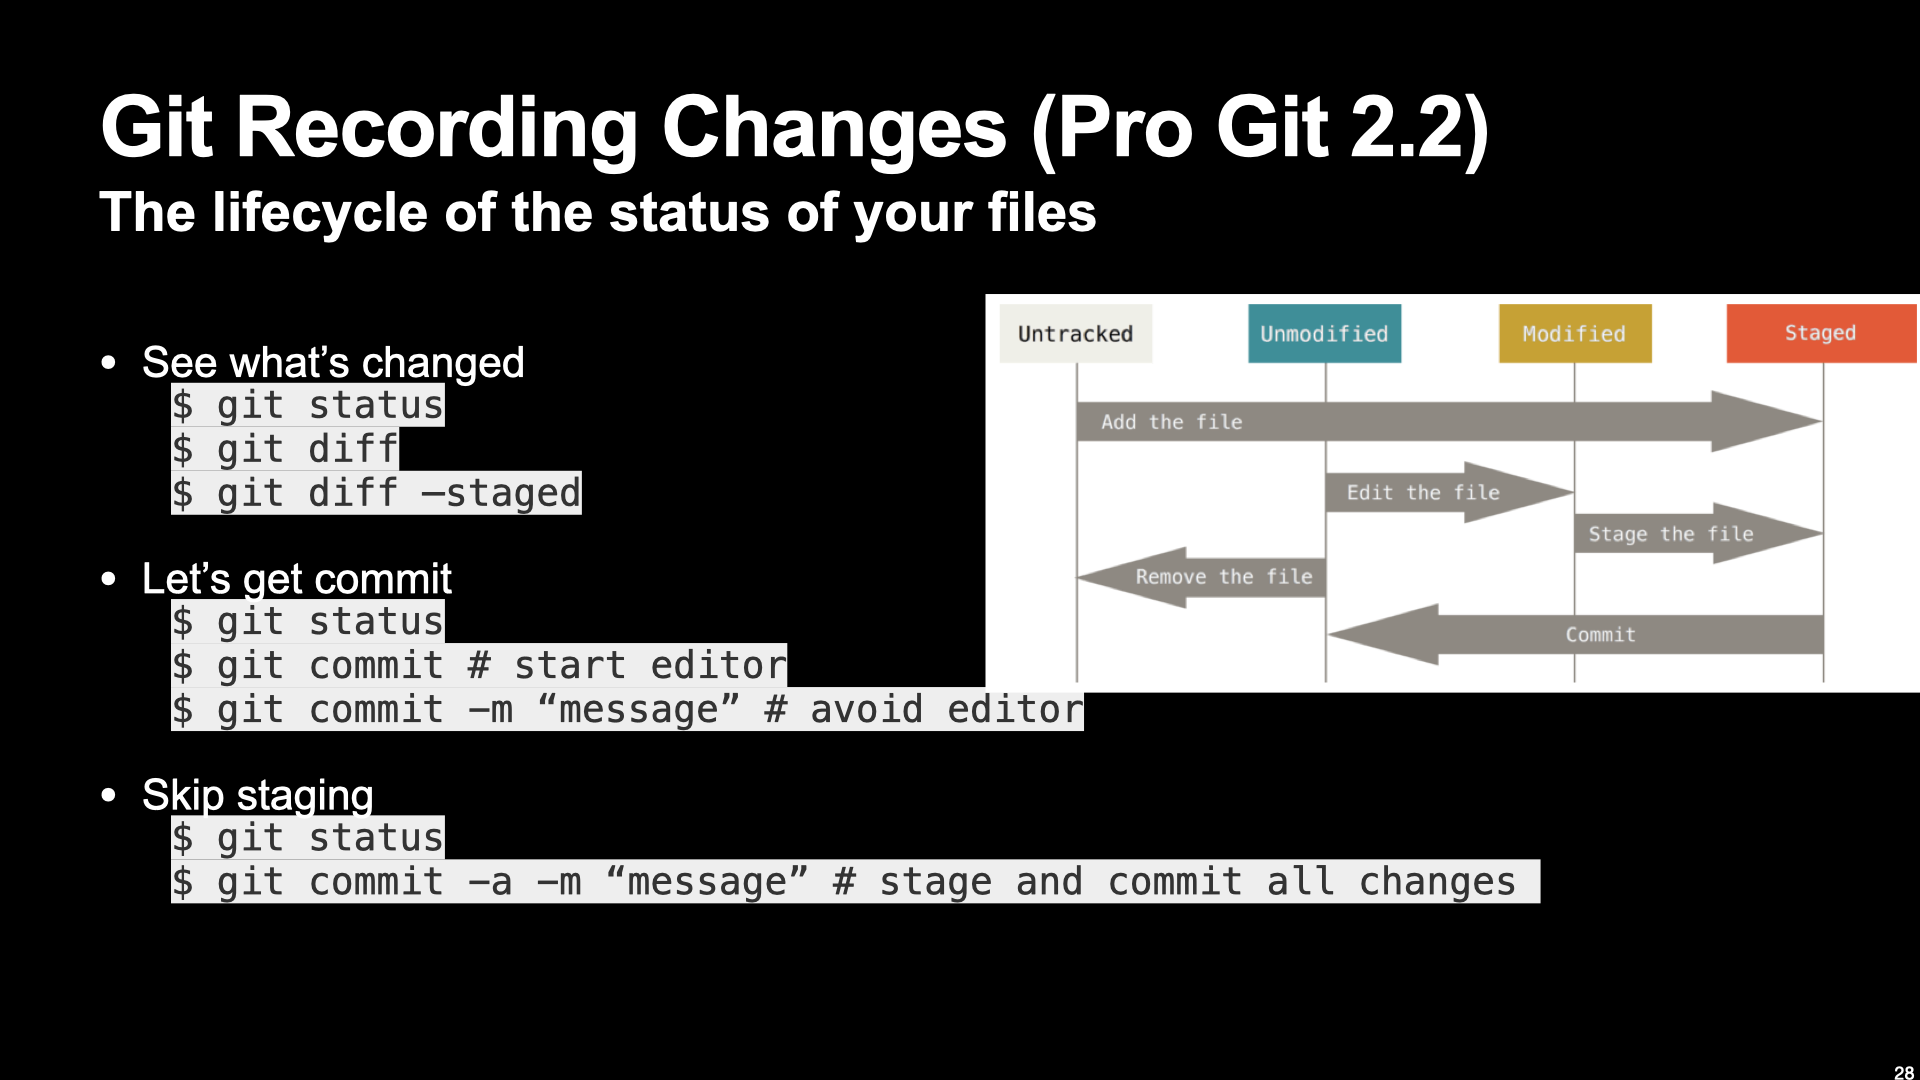 Git Recording Changes (Pro Git 2.2)
The lifecycle of the status of your files
• See what’s changed
$ git status
$ git diff
$ git diff —staged
• Let’s get commit
$ git status
$ git commit # start editor
$ git commit -m “message” # avoid editor
• Skip staging
$ git status
$ git commit -a -m “message” # stage and commit all changes
Untracked Unmodified Modified Staged
Add the file
Edit the file
Stage the file
Remove the file
Commit
28